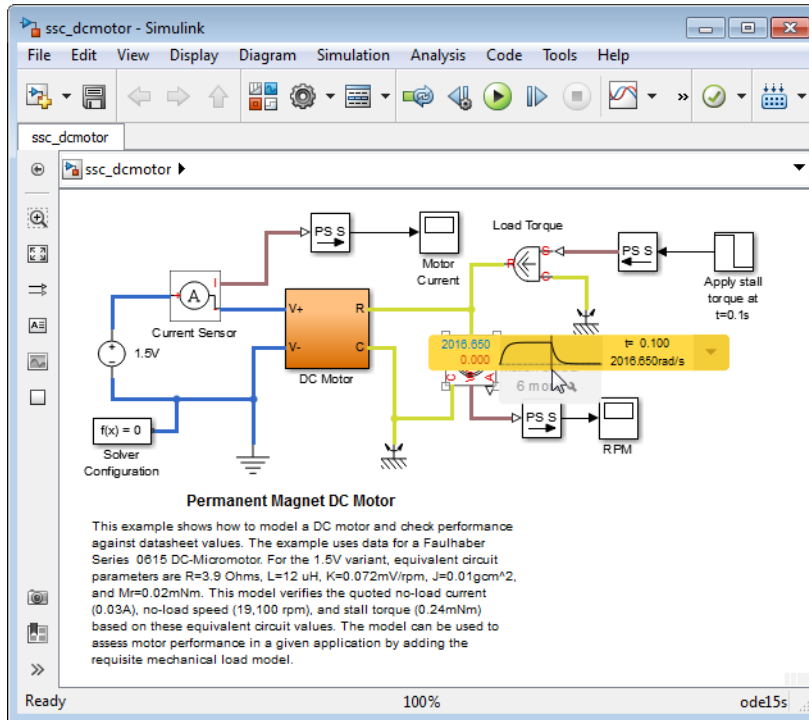 ssc_dcmotor - Simulink
File Edit View Display Diagram Simulation Analysis Code Tools Help
»
ssc_dcmotor
ssc_dcmotor
PS S
Motor
Current
Load Torque
S
R
C
PS S
Apply stall
torque at
t=0.1s
I
A
Current Sensor
1.5V
V+
R
V-
C
DC Motor
2016.650
0.000
t= 0.100
2016.650rad/s
C
A
6 mo
PS S
RPM
f(x) = 0
Solver
Configuration
Permanent Magnet DC Motor
This example shows how to model a DC motor and check performance
against datasheet values. The example uses data for a Faulhaber
Series 0615 DC-Micromotor. For the 1.5V variant, equivalent circuit
parameters are R=3.9 Ohms, L=12 uH, K=0.072mV/rpm, J=0.01gcm^2,
and Mr=0.02mNm. This model verifies the quoted no-load current
(0.03A), no-load speed (19,100 rpm), and stall torque (0.24mNm)
based on these equivalent circuit values. The model can be used to
assess motor performance in a given application by adding the
requisite mechanical load model.
Ready 100% ode15s